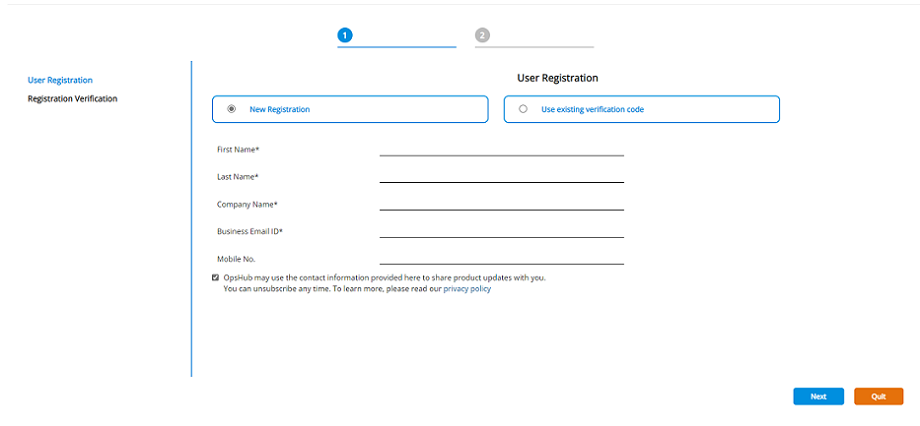 1
2
User Registration
Registration Verification
User Registration
New Registration
Use existing verification code
First Name*
Last Name*
Company Name*
Business Email ID*
Mobile No.
OpsHub may use the contact information provided here to share product updates with you.
You can unsubscribe any time. To learn more, please read our privacy policy
Next
Quit